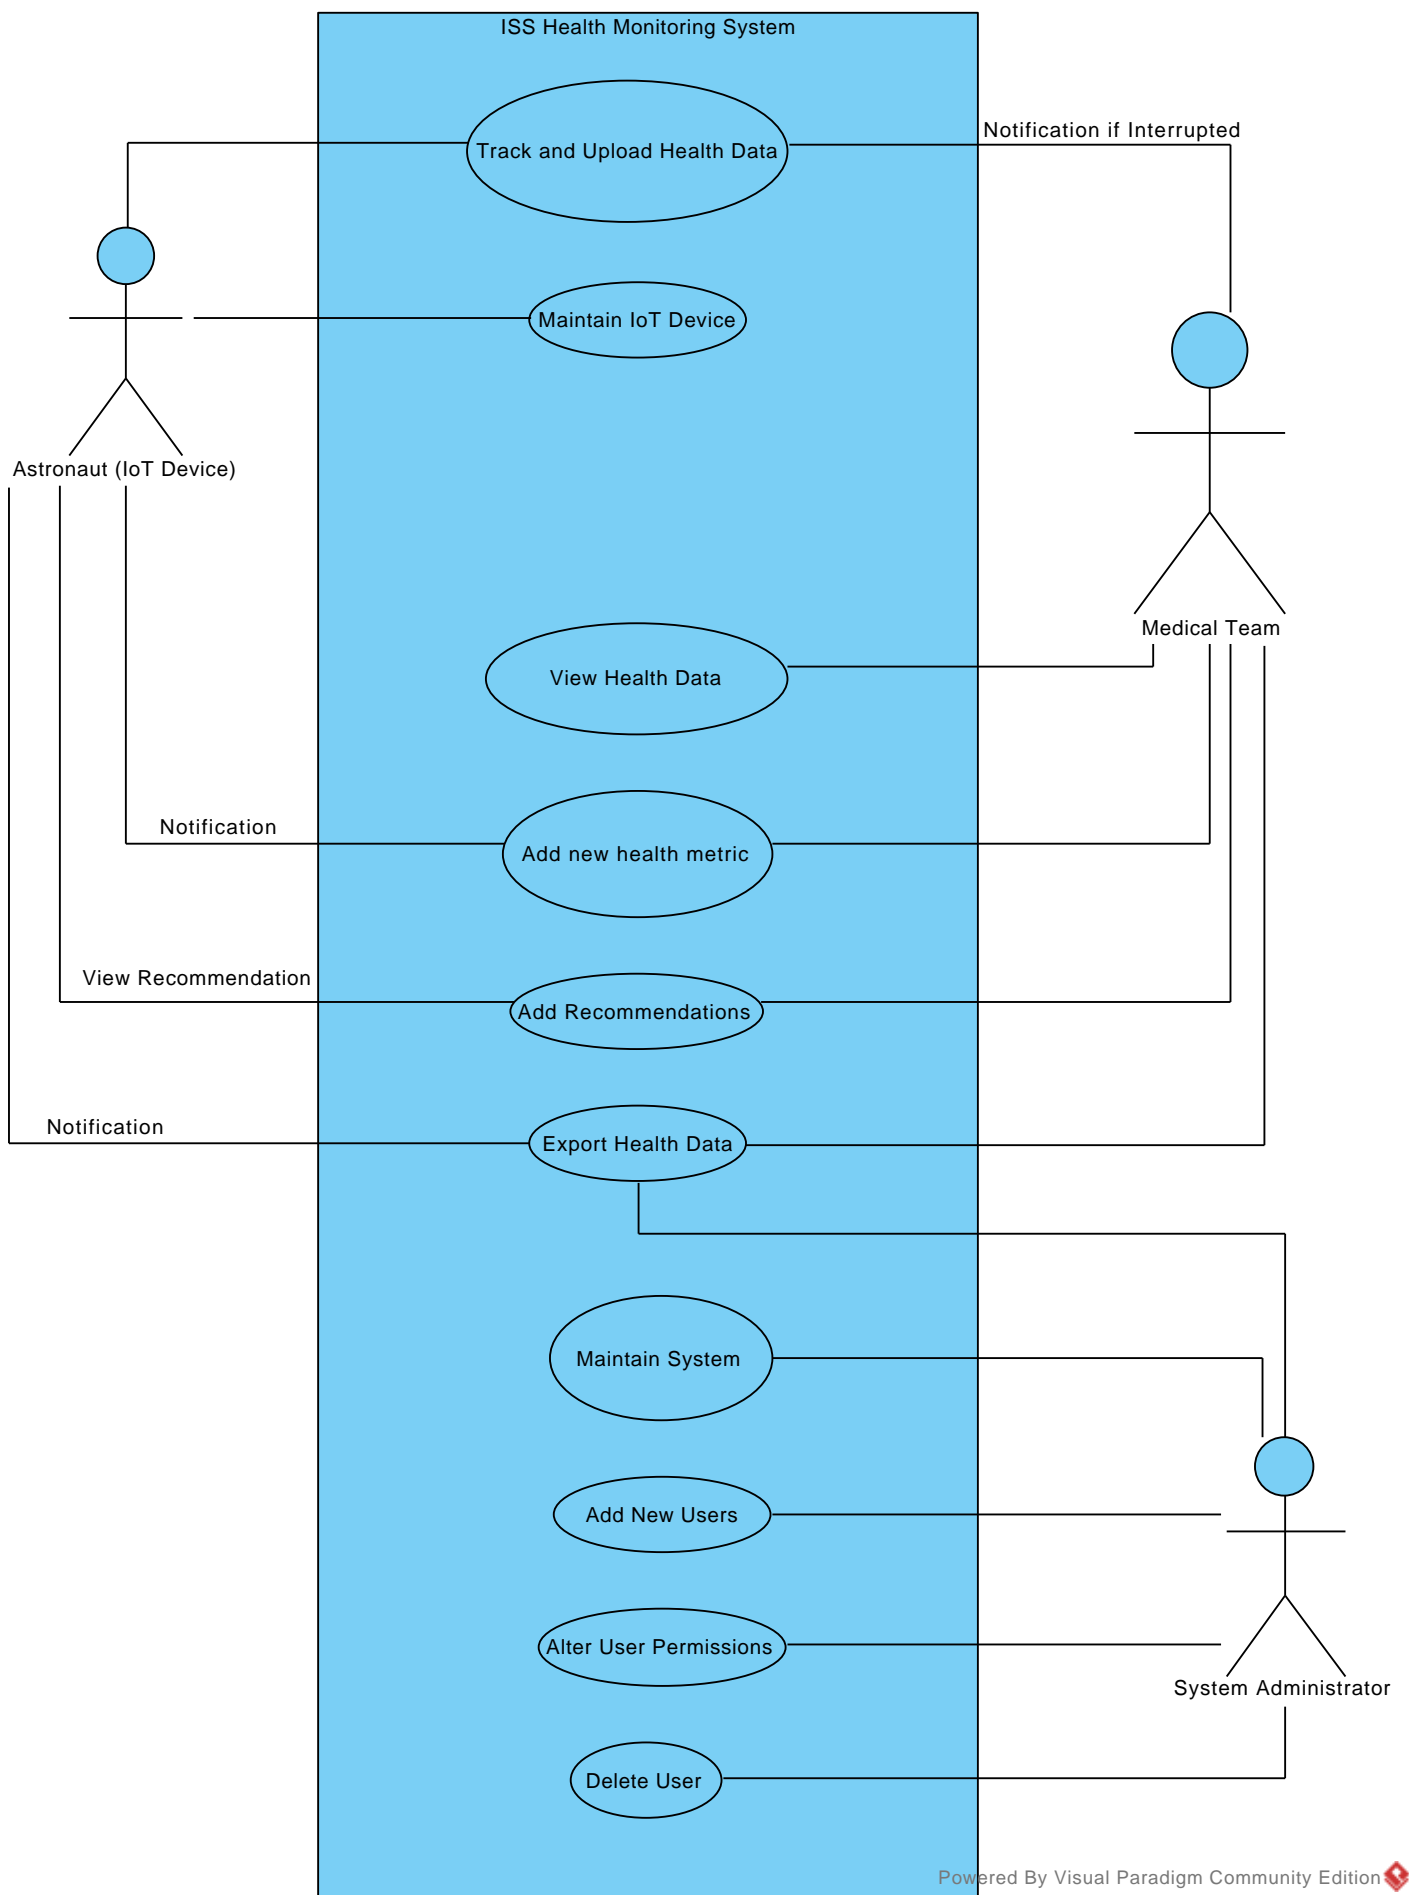 ISS Health Monitoring System
Notification if Interrupted
Track and Upload Health Data
Maintain IoT Device
Astronaut (IoT Device)
Medical Team
View Health Data
Notification
Add new health metric
View Recommendation
Add Recommendations
Notification
Export Health Data
Maintain System
Add New Users
Alter User Permissions
System Administrator
Delete User
Powered By Visual Paradigm Community Edition